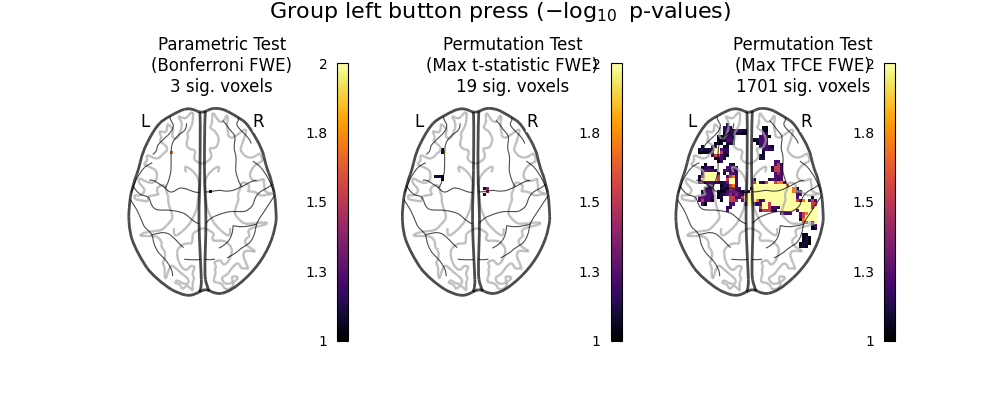 Group left button press (−log₁₀ p-values)
Parametric Test
(Bonferroni FWE)
3 sig. voxels
L
R
2
1.8
1.5
1.3
1
Permutation Test
(Max t-statistic FWE)
19 sig. voxels
L
R
2
1.8
1.5
1.3
1
Permutation Test
(Max TFCE FWE)
1701 sig. voxels
L
R
2
1.8
1.5
1.3
1